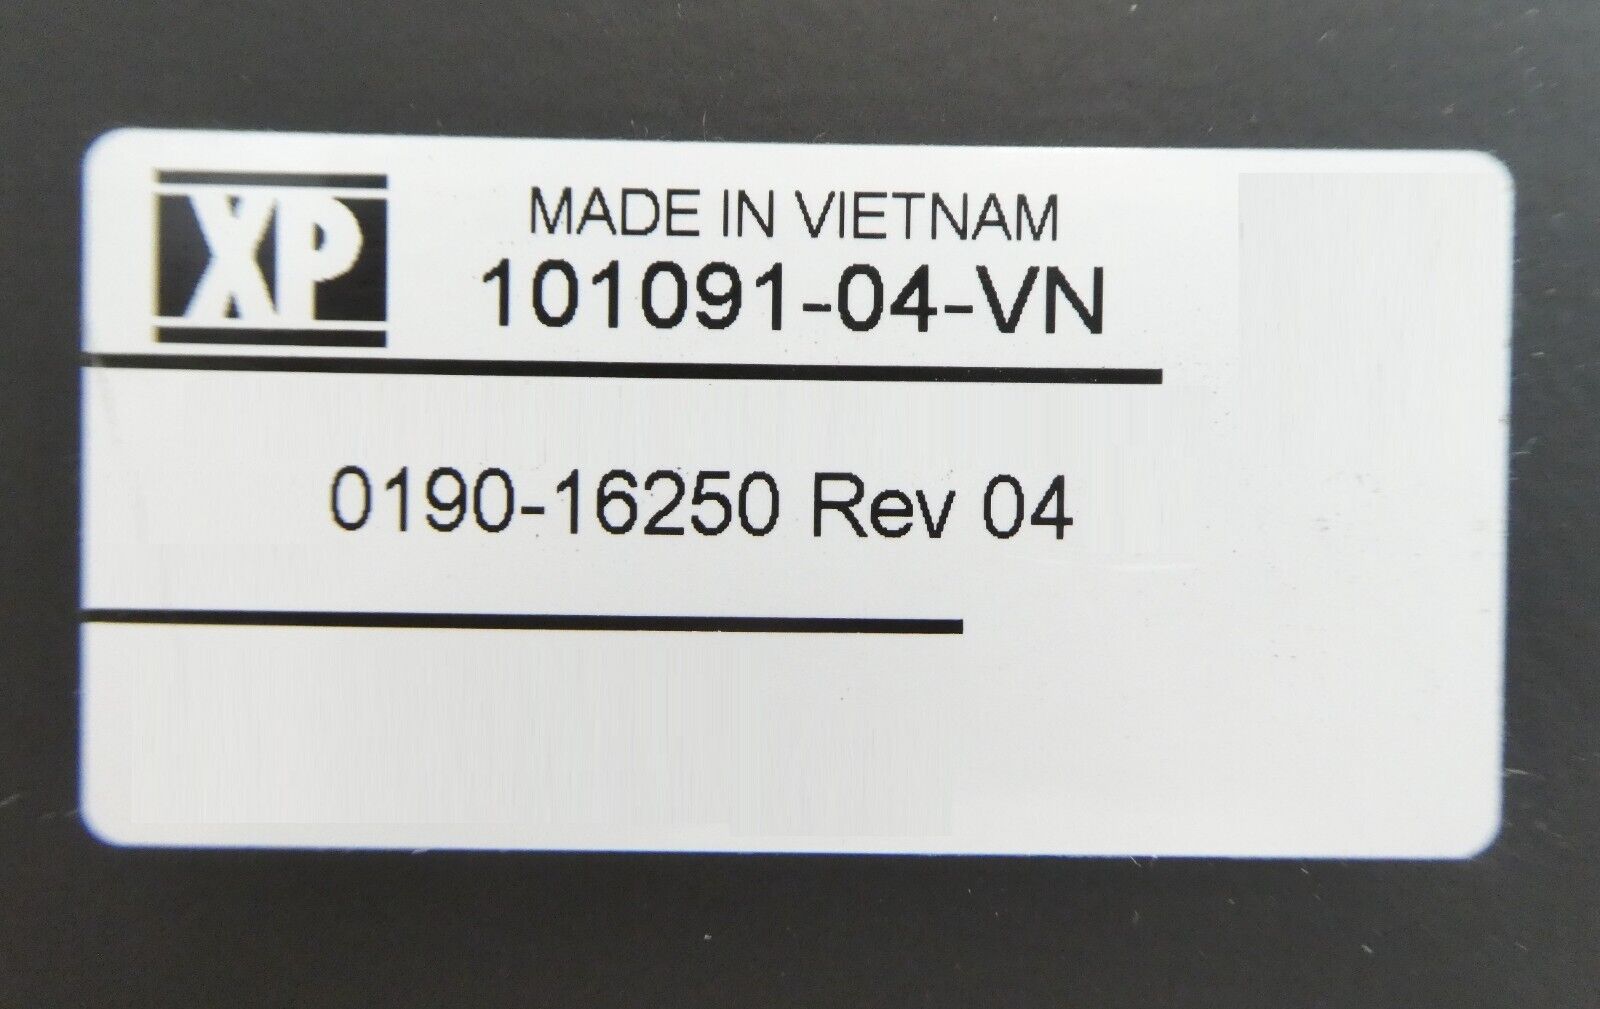 XP
MADE IN VIETNAM
101091-04-VN
0190-16250 Rev 04